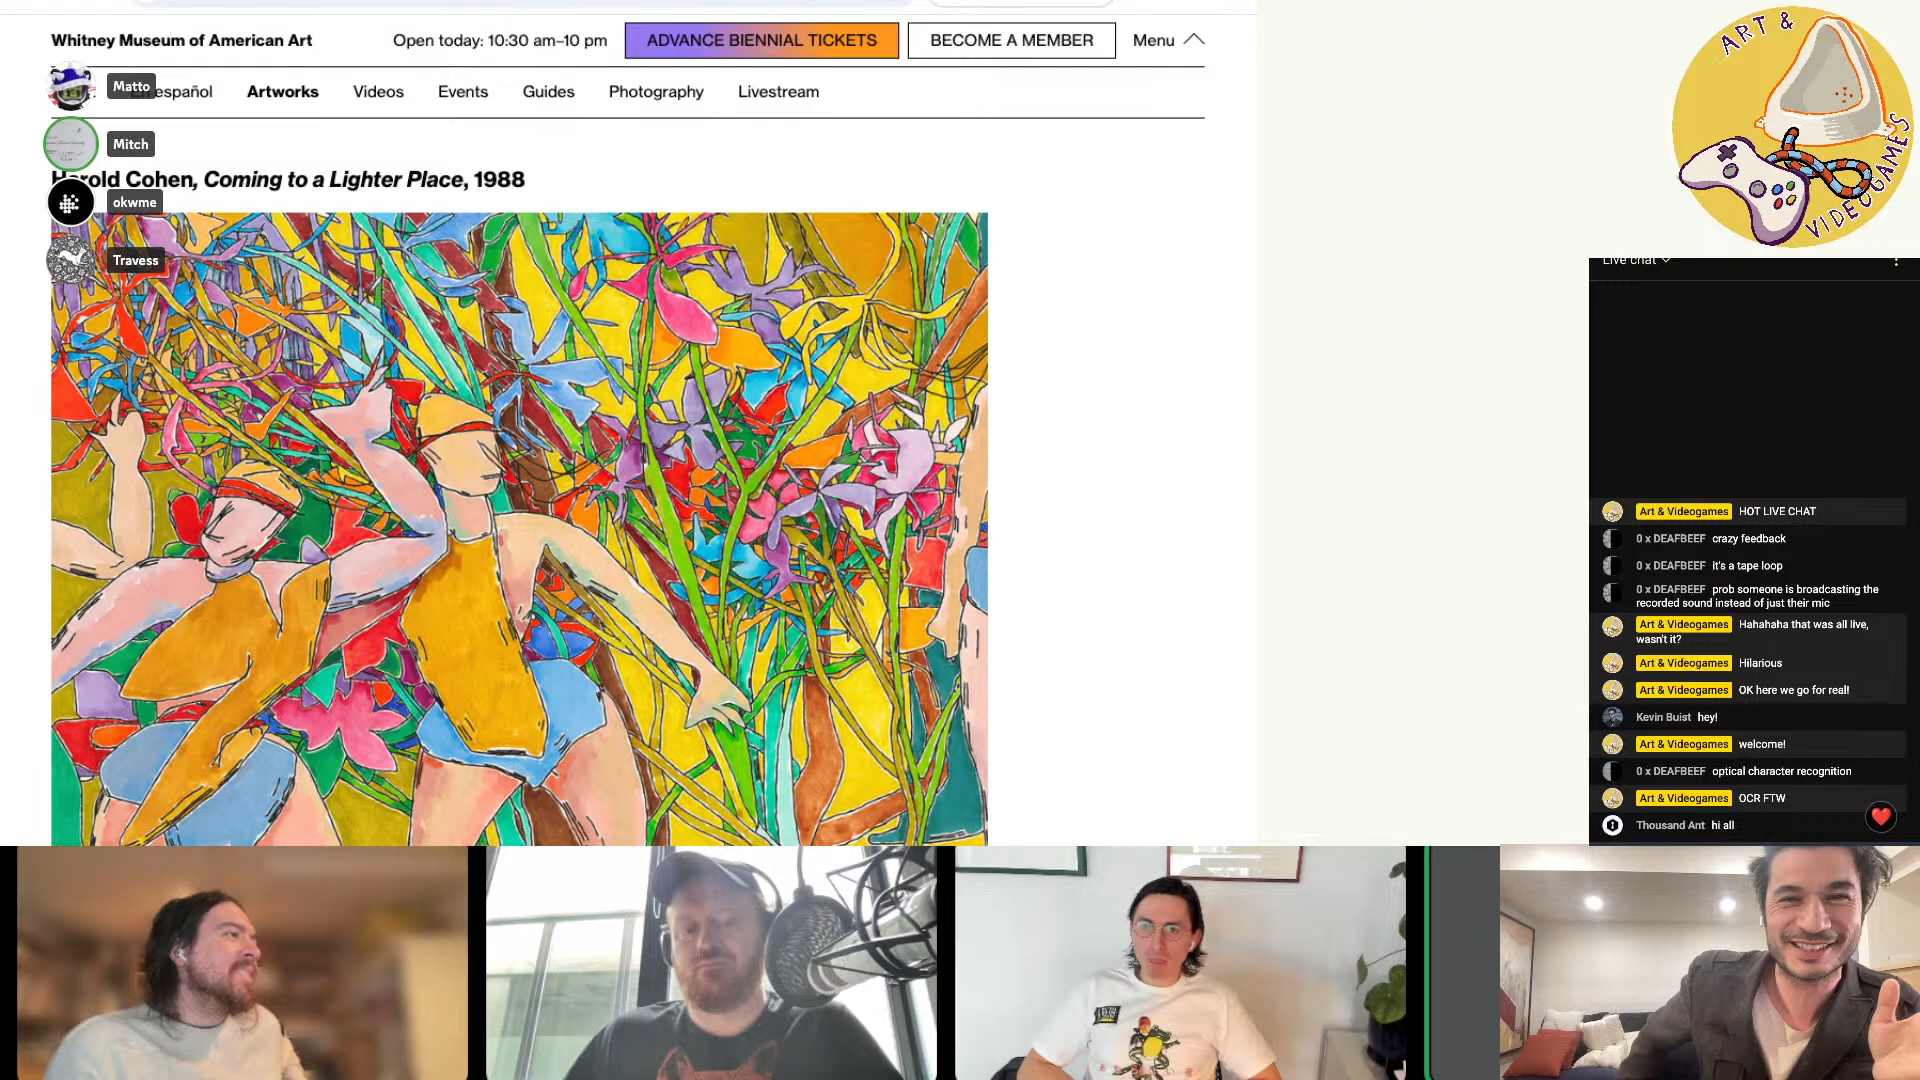 Whitney Museum of American Art
Open today: 10:30 am–10 pm
ADVANCE BIENNIAL TICKETS
BECOME A MEMBER
Menu
español
Artworks
Videos
Events
Guides
Photography
Livestream
Matto
Mitch
Harold Cohen, Coming to a Lighter Place, 1988
okwme
Travess
ART &
VIDEOGAMES
Live chat
Art & Videogames HOT LIVE CHAT
0 x DEAFBEEF crazy feedback
0 x DEAFBEEF it's a tape loop
0 x DEAFBEEF prob someone is broadcasting the
recorded sound instead of just their mic
Art & Videogames Hahahaha that was all live,
wasn't it?
Art & Videogames Hilarious
Art & Videogames OK here we go for real!
Kevin Buist hey!
Art & Videogames welcome!
0 x DEAFBEEF optical character recognition
Art & Videogames OCR FTW
Thousand Ant hi all